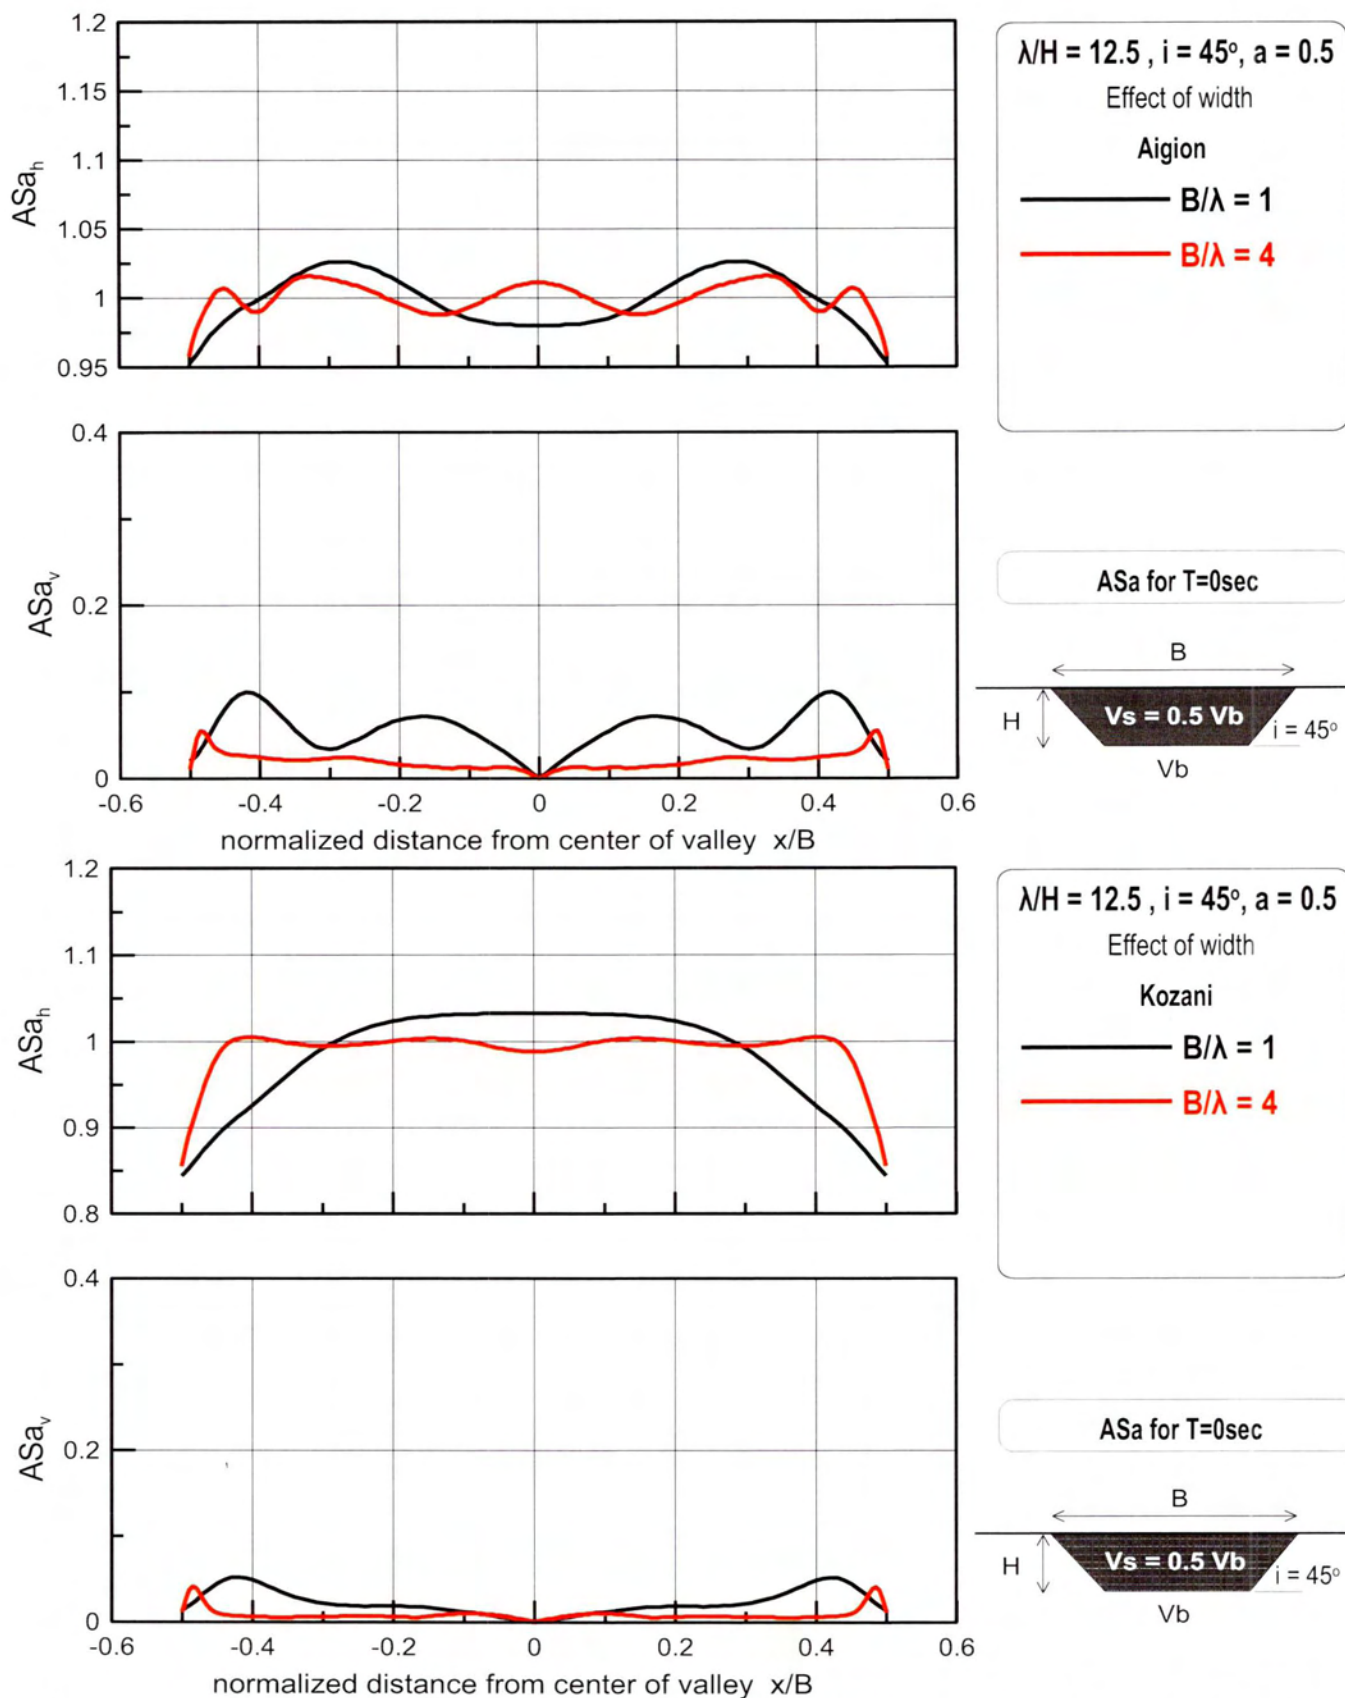 1.2
1.15
1.1
1.05
1
0.95
ASa_h
λ/H = 12.5 , i = 45°, a = 0.5
Effect of width
Aigion
B/λ = 1
B/λ = 4
0.4
0.2
0
ASa_v
-0.6 -0.4 -0.2 0 0.2 0.4 0.6
normalized distance from center of valley x/B
ASa for T=0sec
B
H
Vs = 0.5 Vb
i = 45°
Vb
1.2
1.1
1
0.9
0.8
ASa_h
λ/H = 12.5 , i = 45°, a = 0.5
Effect of width
Kozani
B/λ = 1
B/λ = 4
0.4
0.2
0
ASa_v
-0.6 -0.4 -0.2 0 0.2 0.4 0.6
normalized distance from center of valley x/B
ASa for T=0sec
B
H
Vs = 0.5 Vb
i = 45°
Vb